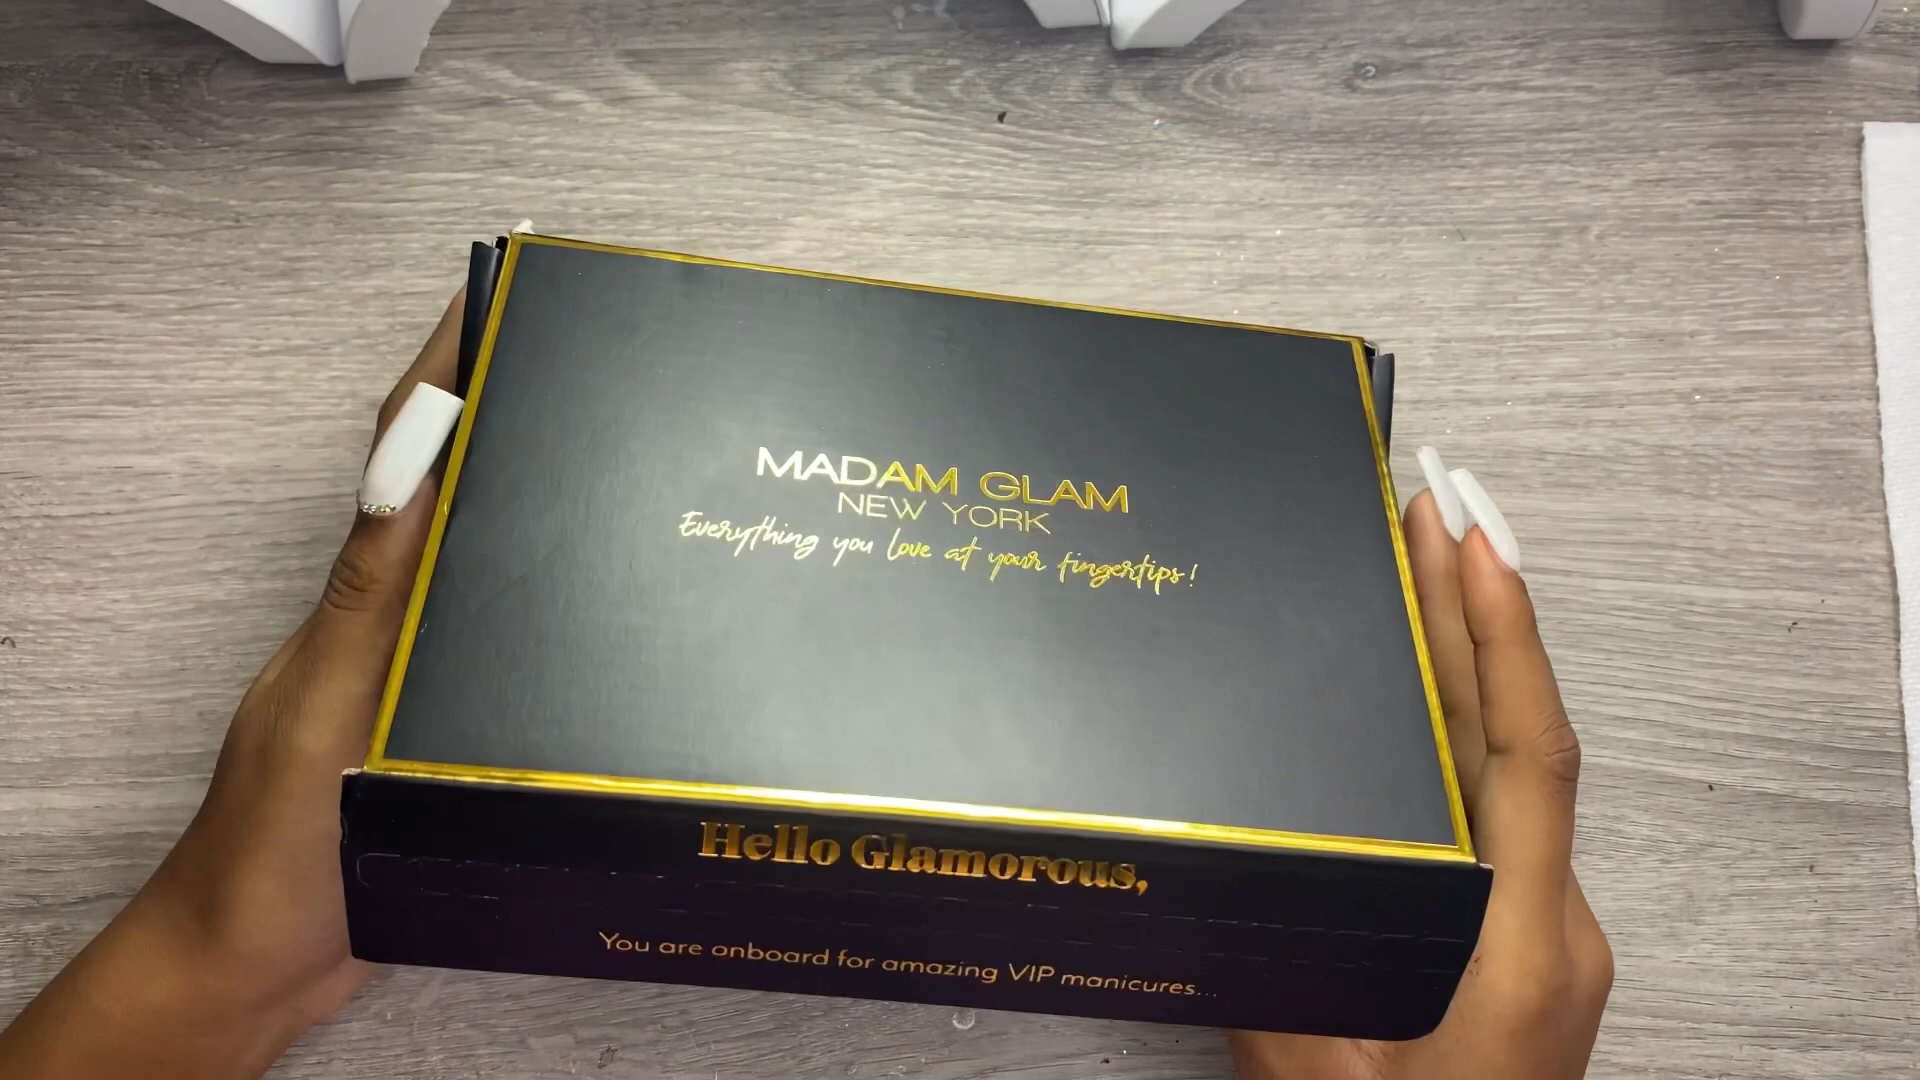 MADAM GLAM
NEW YORK
Everything you love at your fingertips!
Hello Glamorous,
You are onboard for amazing VIP manicures...